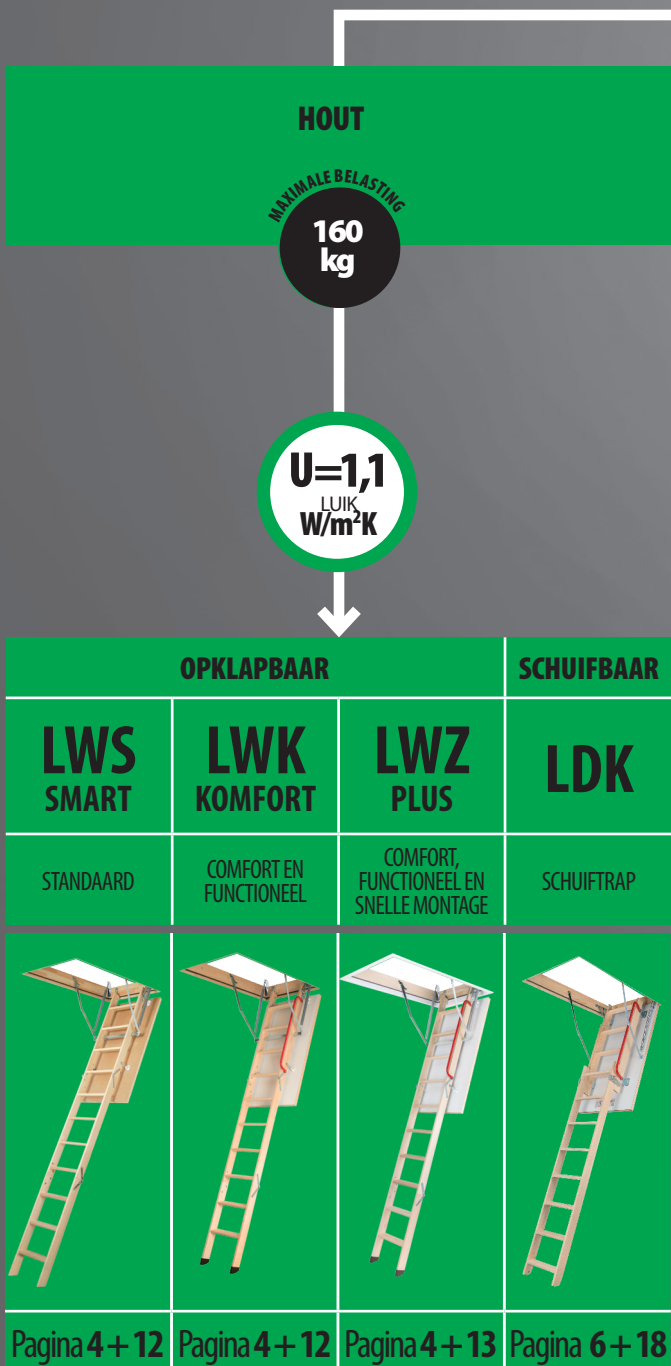 HOUT
MAXIMALE BELASTING
160
kg
U=1,1
LUIK
W/m²K
OPKLAPBAAR
SCHUIFBAAR
LWS
SMART
LWK
KOMFORT
LWZ
PLUS
LDK
STANDAARD
COMFORT EN
FUNCTIONEEL
COMFORT,
FUNCTIONEEL EN
SNELLE MONTAGE
SCHUIFTRAP
Pagina 4+12
Pagina 4+12
Pagina 4+13
Pagina 6+18